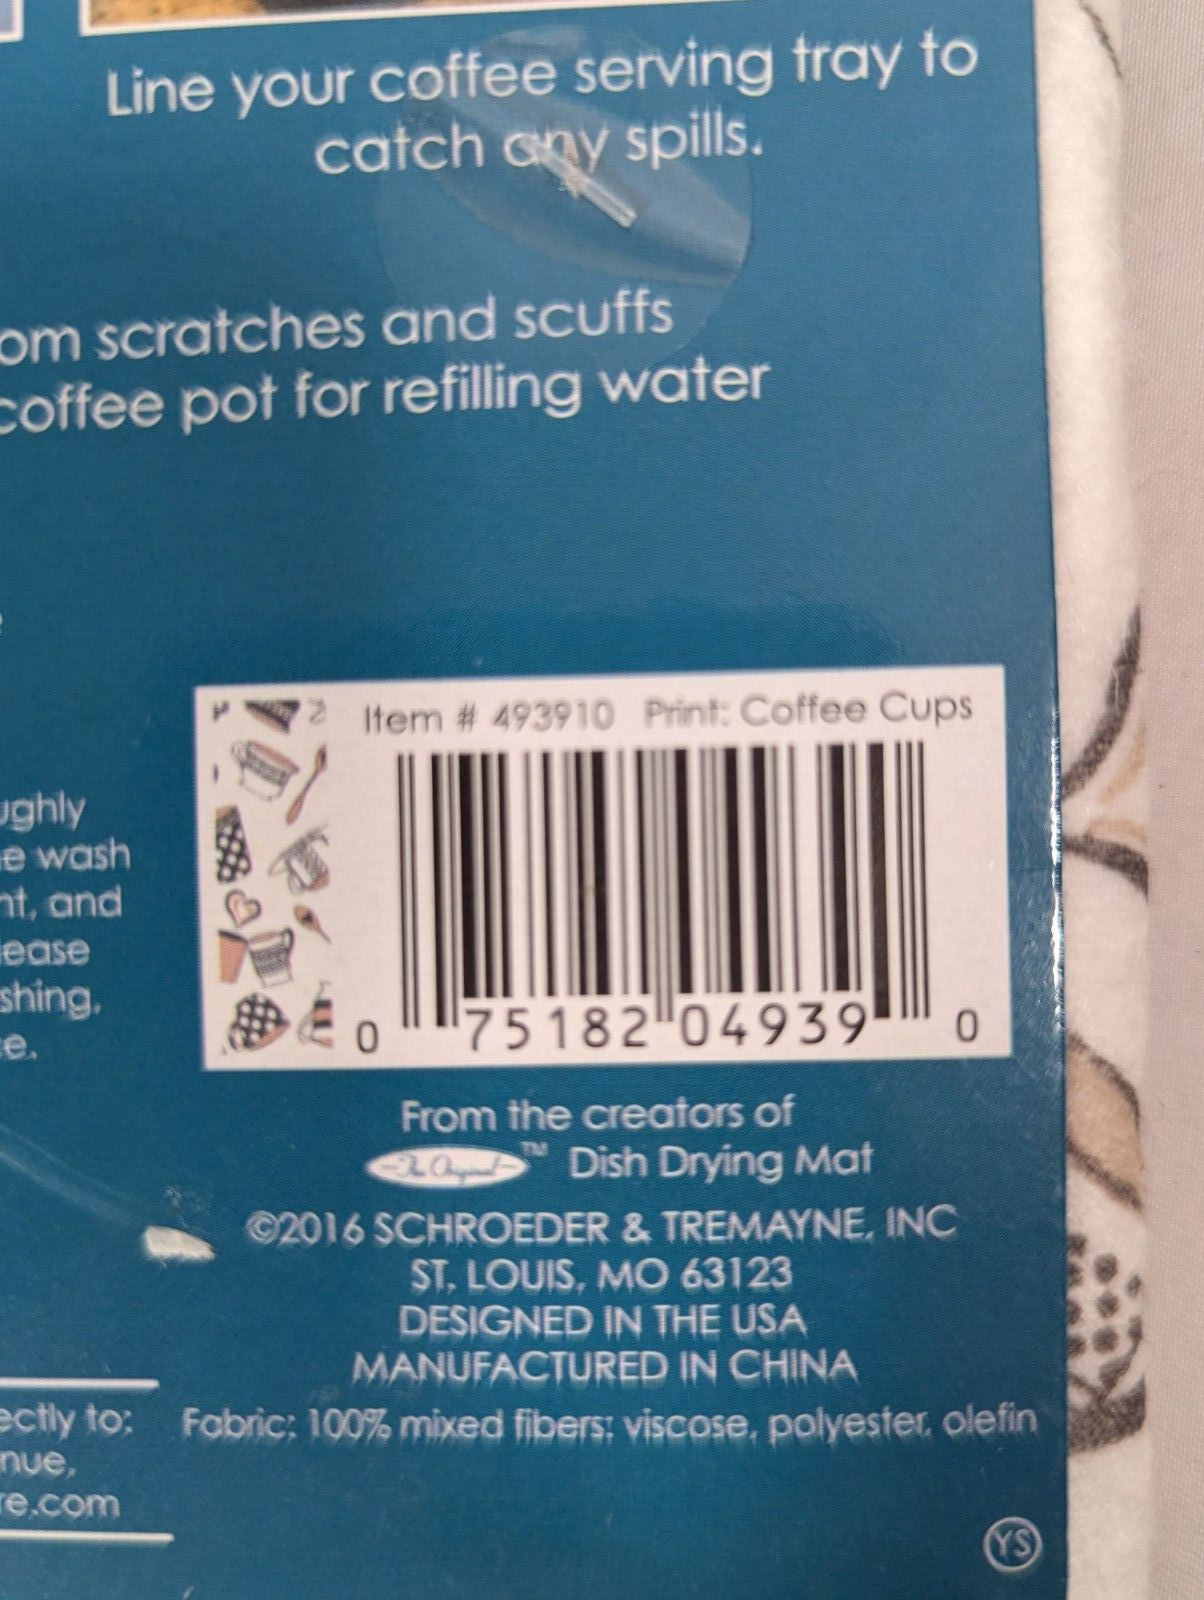 Line your coffee serving tray to
catch any spills.
om scratches and scuffs
coffee pot for refilling water
Item # 493910 Print: Coffee Cups
0 75182 04939 0
ughly
e wash
nt, and
ease
shing,
e.
From the creators of
The Original™ Dish Drying Mat
©2016 SCHROEDER & TREMAYNE, INC
ST. LOUIS, MO 63123
DESIGNED IN THE USA
MANUFACTURED IN CHINA
ectly to:
nue,
re.com
Fabric: 100% mixed fibers: viscose, polyester, olefin
YS